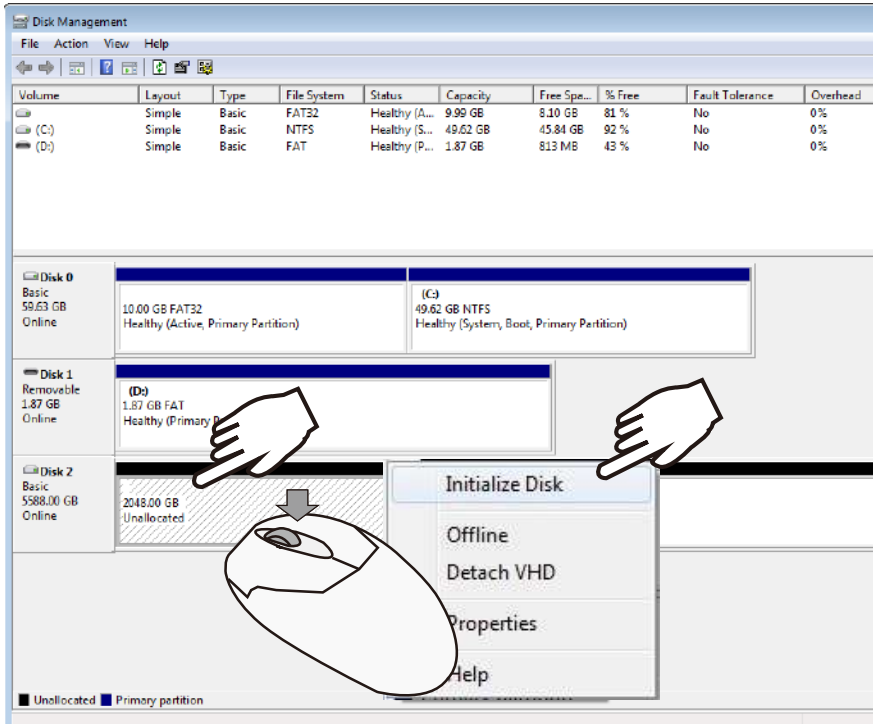 Disk Management
File Action View Help
Volume Layout Type File System Status Capacity Free Spa... % Free Fault Tolerance Overhead
Simple Basic FAT32 Healthy (A... 9.99 GB 8.10 GB 81 % No 0%
(C:) Simple Basic NTFS Healthy (S... 49.62 GB 45.84 GB 92 % No 0%
(D:) Simple Basic FAT Healthy (P... 1.87 GB 813 MB 43 % No 0%
Disk 0
Basic
59.63 GB
Online
10.00 GB FAT32
Healthy (Active, Primary Partition)
(C:)
49.62 GB NTFS
Healthy (System, Boot, Primary Partition)
Disk 1
Removable
1.87 GB
Online
(D:)
1.87 GB FAT
Healthy (Primary
Disk 2
Basic
5588.00 GB
Online
2048.00 GB
Unallocated
Initialize Disk
Offline
Detach VHD
Properties
Help
Unallocated Primary partition